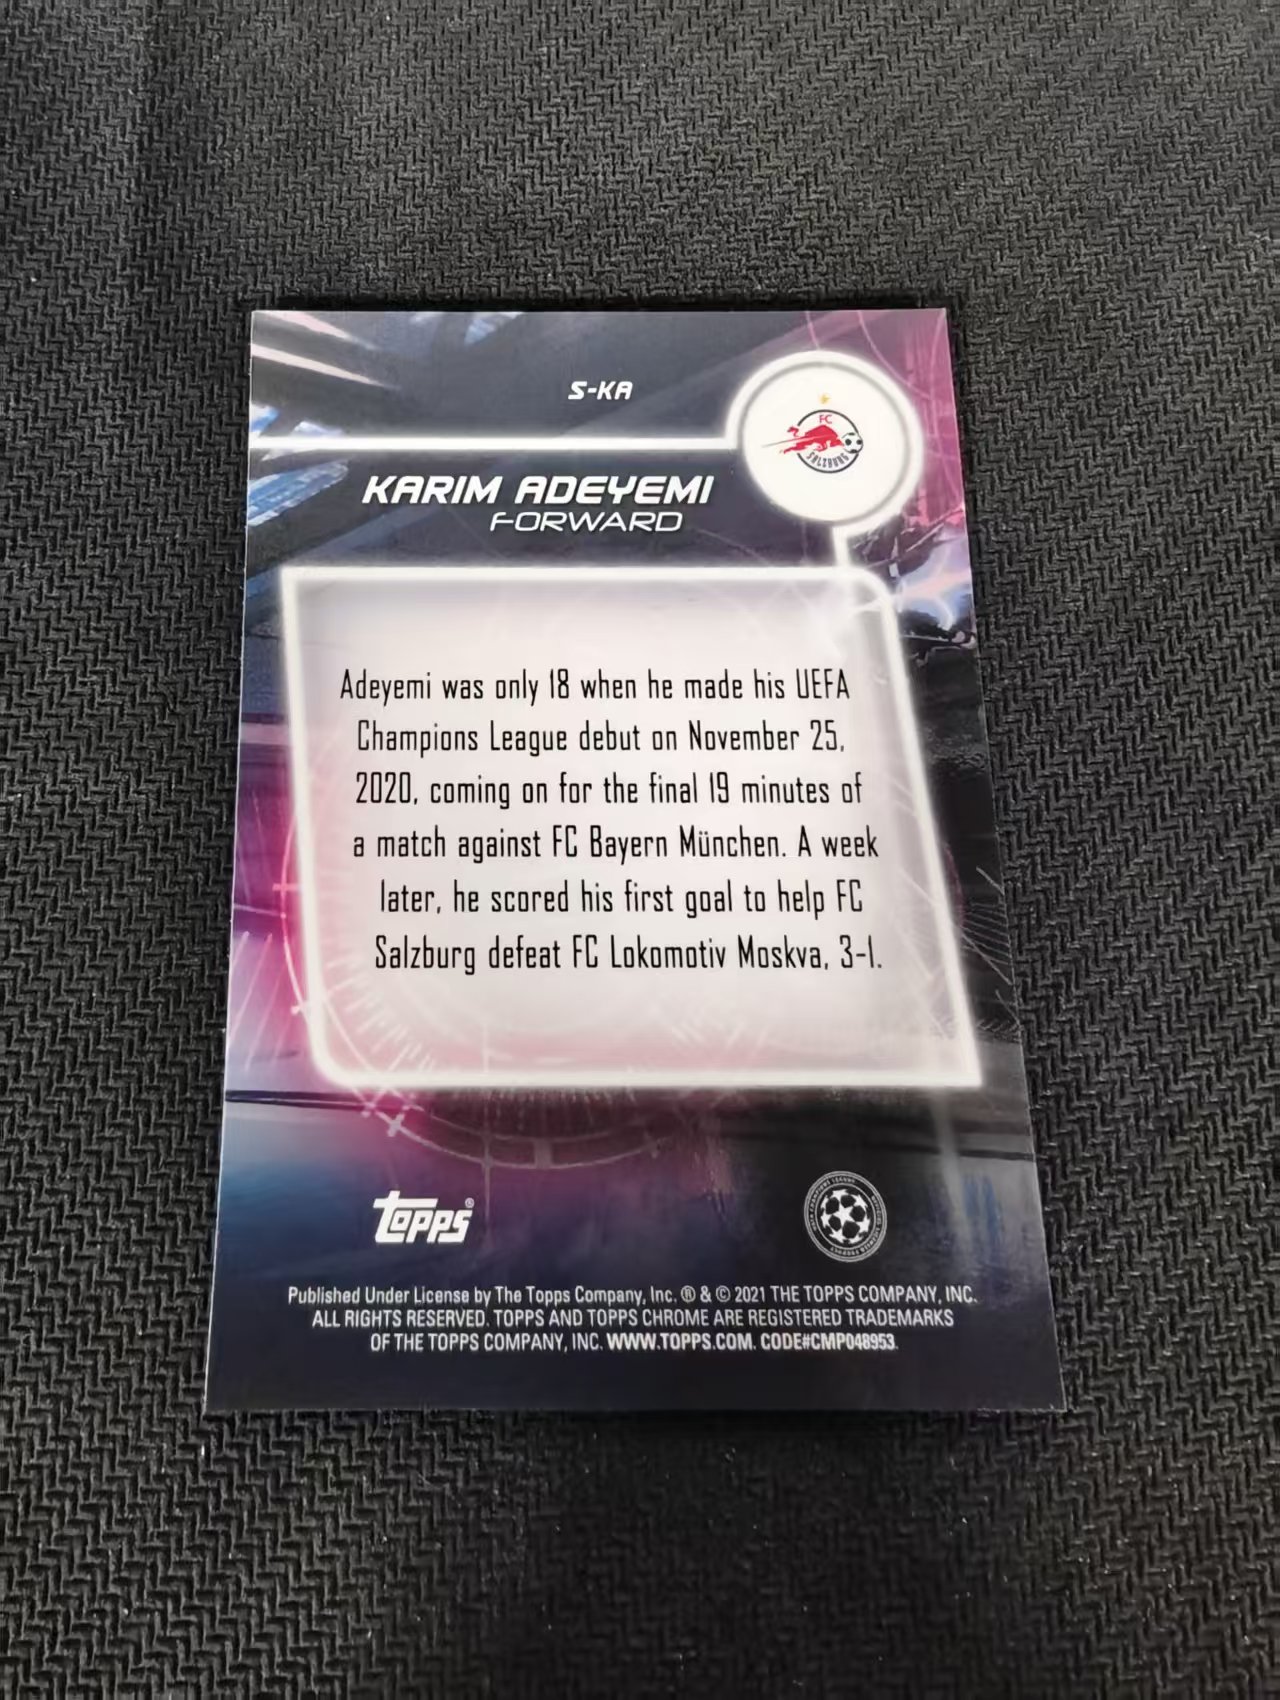 S-KA
FC
SALZBURG
KARIM ADEYEMI
FORWARD
Adeyemi was only 18 when he made his UEFA
Champions League debut on November 25,
2020, coming on for the final 19 minutes of
a match against FC Bayern München. A week
later, he scored his first goal to help FC
Salzburg defeat FC Lokomotiv Moskva, 3-1.
topps®
Published Under License by The Topps Company, Inc. ® & © 2021 THE TOPPS COMPANY, INC.
ALL RIGHTS RESERVED. TOPPS AND TOPPS CHROME ARE REGISTERED TRADEMARKS
OF THE TOPPS COMPANY, INC. WWW.TOPPS.COM. CODE#CMP048953.